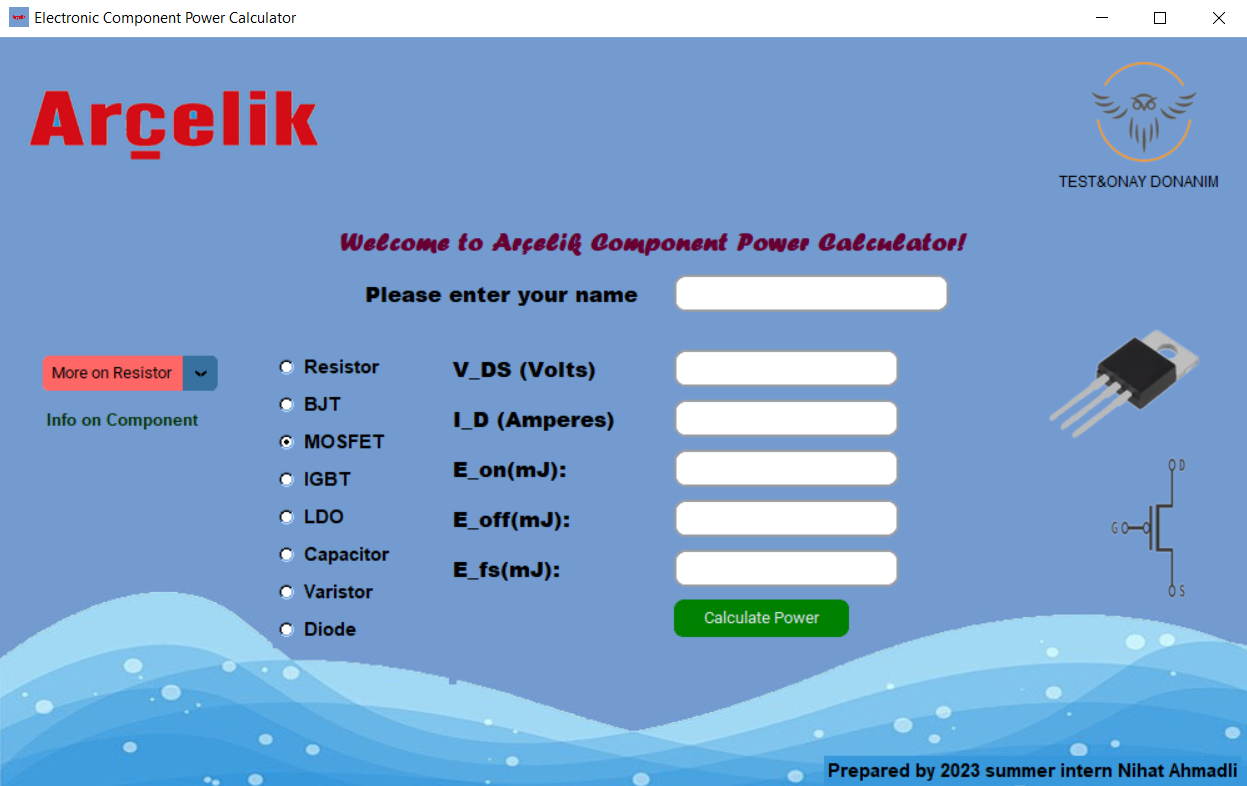 Electronic Component Power Calculator
Arçelik
TEST&ONAY DONANIM
Welcome to Arçelik Component Power Calculator!
Please enter your name
More on Resistor
Info on Component
Resistor
BJT
MOSFET
IGBT
LDO
Capacitor
Varistor
Diode
V_DS (Volts)
I_D (Amperes)
E_on(mJ):
E_off(mJ):
E_fs(mJ):
Calculate Power
D
G
S
Prepared by 2023 summer intern Nihat Ahmadli